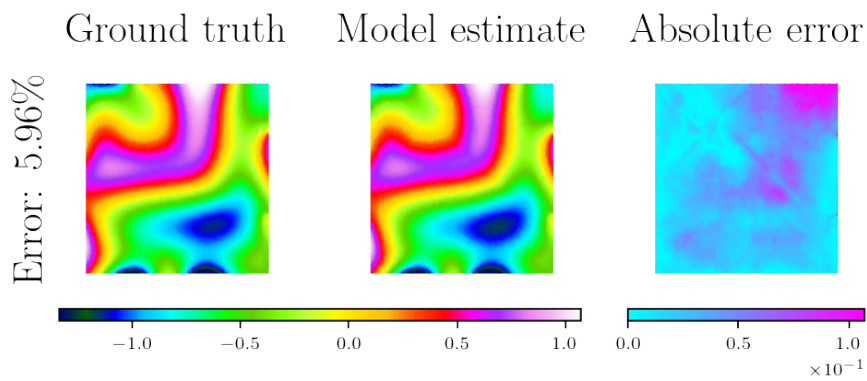 Ground truth
Model estimate
Absolute error
Error: 5.96%
−1.0 −0.5 0.0 0.5 1.0
0.0 0.5 1.0
×10−1